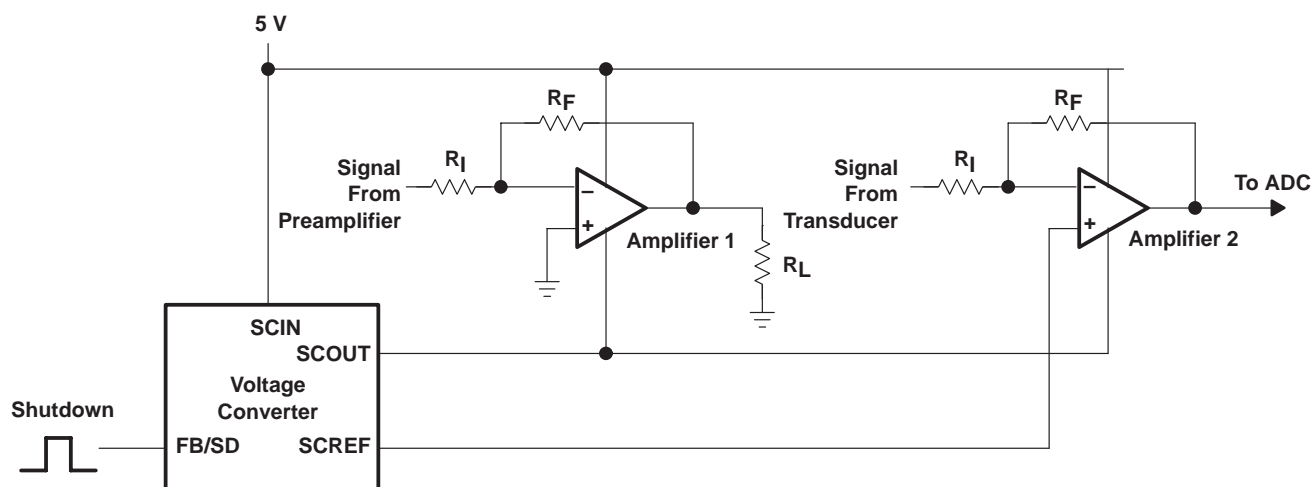 5 V
RF
RF
Signal
From
Preamplifier
RI
−
+
Amplifier 1
RL
Signal
From
Transducer
RI
−
+
Amplifier 2
To ADC
SCIN
SCOUT
Voltage
Converter
Shutdown
FB/SD
SCREF